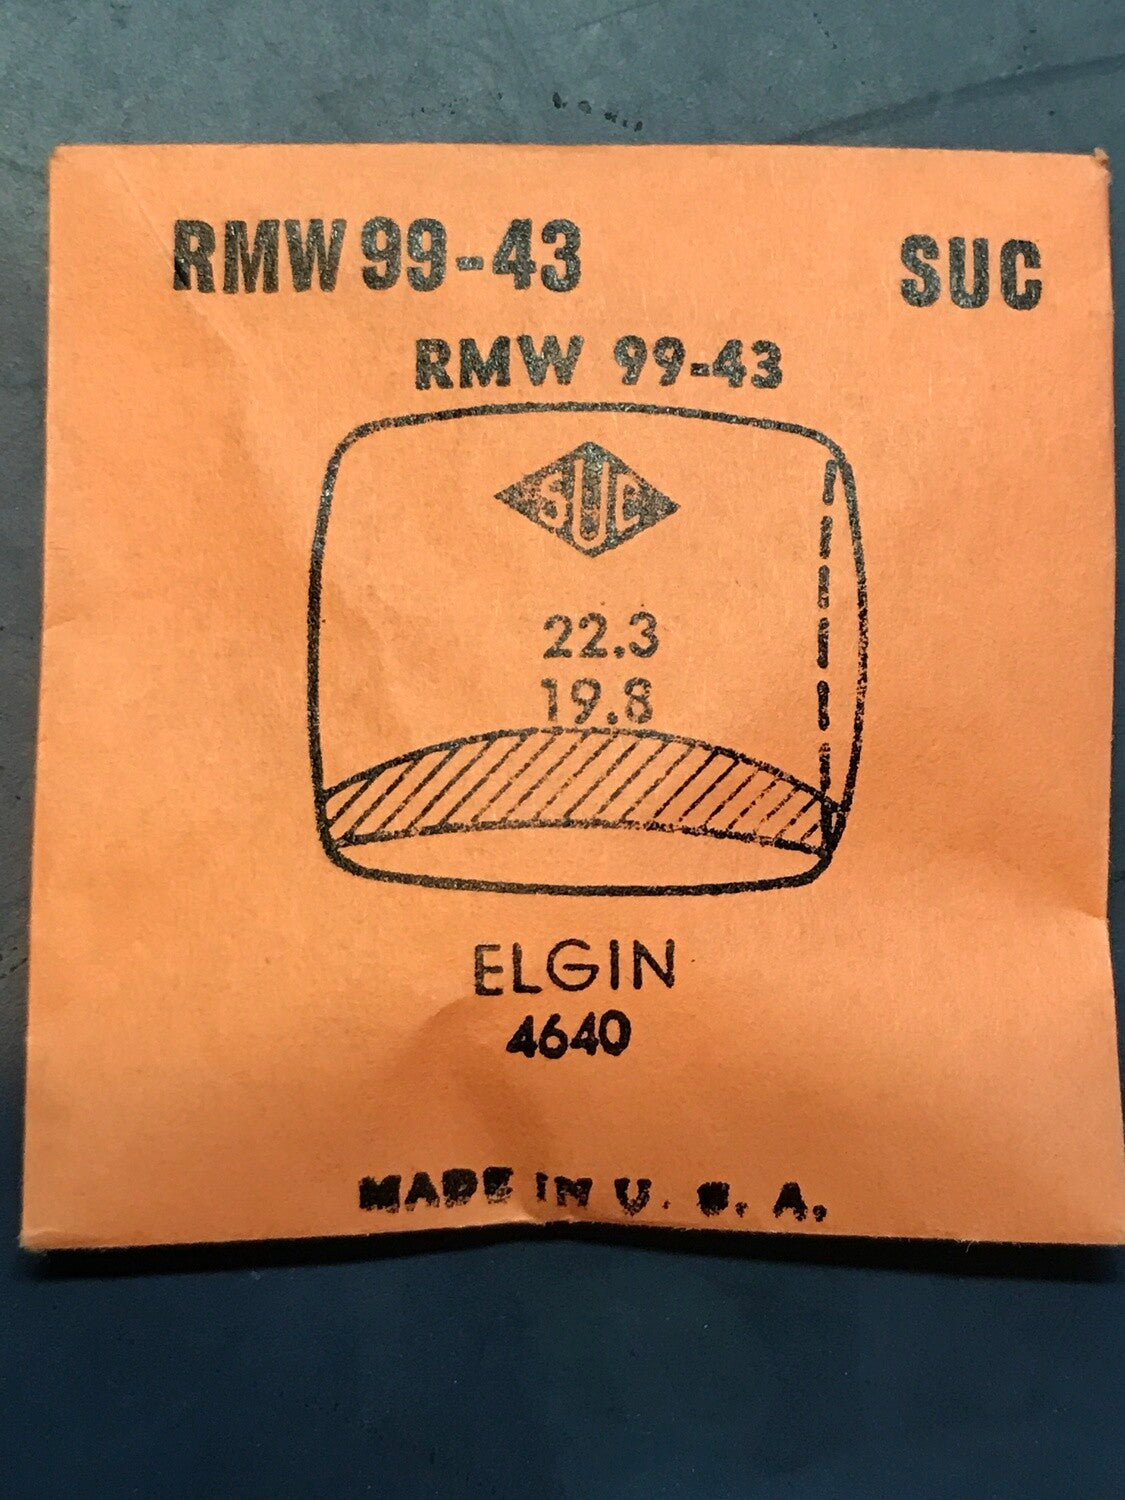 RMW 99-43 SUC
RMW 99-43
SUC
22.3
19.8
ELGIN
4640
MADE IN U. S. A.